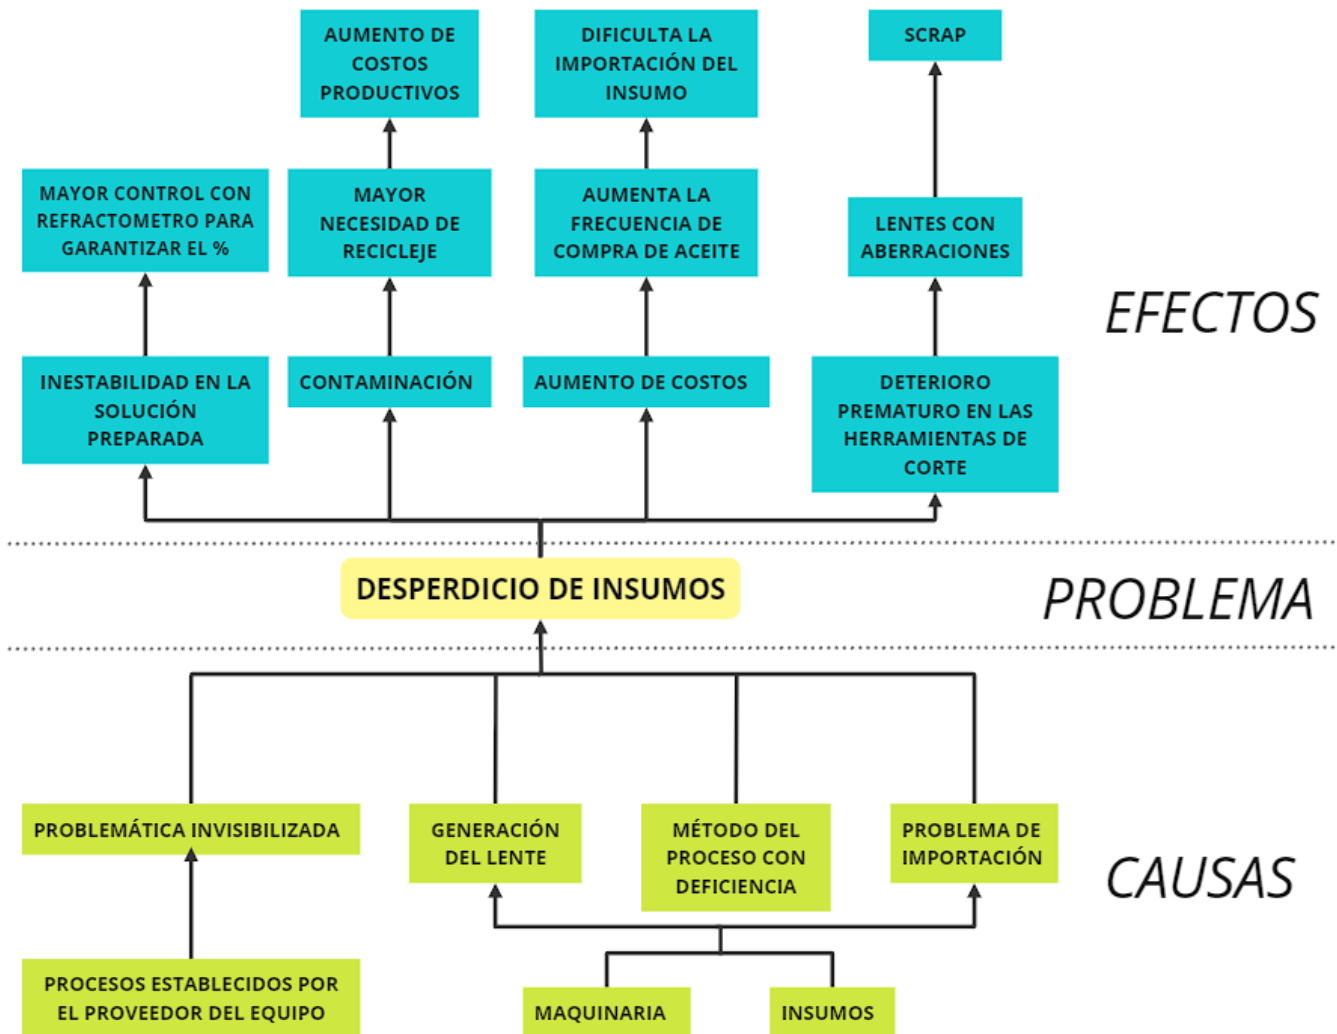 AUMENTO DE
COSTOS
PRODUCTIVOS
DIFICULTA LA
IMPORTACIÓN DEL
INSUMO
SCRAP
MAYOR CONTROL CON
REFRACTOMETRO PARA
GARANTIZAR EL %
MAYOR
NECESIDAD DE
RECICLEJE
AUMENTA LA
FRECUENCIA DE
COMPRA DE ACEITE
LENTES CON
ABERRACIONES
EFECTOS
INESTABILIDAD EN LA
SOLUCIÓN
PREPARADA
CONTAMINACIÓN
AUMENTO DE COSTOS
DETERIORO
PREMATURO EN LAS
HERRAMIENTAS DE
CORTE
DESPERDICIO DE INSUMOS
PROBLEMA
PROBLEMÁTICA INVISIBILIZADA
GENERACIÓN
DEL LENTE
MÉTODO DEL
PROCESO CON
DEFICIENCIA
PROBLEMA DE
IMPORTACIÓN
CAUSAS
PROCESOS ESTABLECIDOS POR
EL PROVEEDOR DEL EQUIPO
MAQUINARIA
INSUMOS